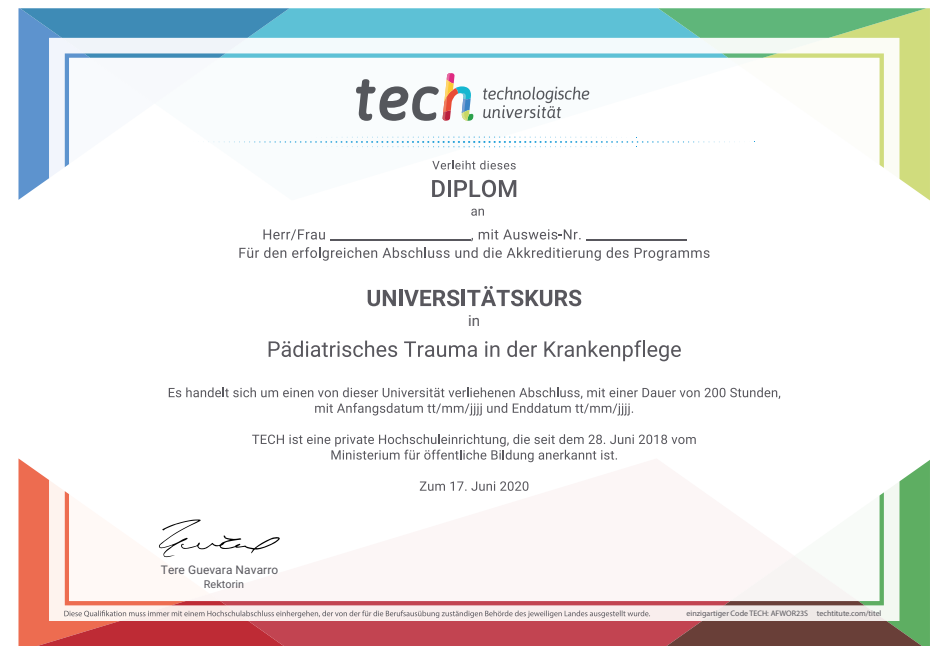 tech technologische
universität
Verleiht dieses
DIPLOM
an
Herr/Frau ____________________, mit Ausweis-Nr. ______________
Für den erfolgreichen Abschluss und die Akkreditierung des Programms
UNIVERSITÄTSKURS
in
Pädiatrisches Trauma in der Krankenpflege
Es handelt sich um einen von dieser Universität verliehenen Abschluss, mit einer Dauer von 200 Stunden,
mit Anfangsdatum tt/mm/jjjj und Enddatum tt/mm/jjjj.
TECH ist eine private Hochschuleinrichtung, die seit dem 28. Juni 2018 vom
Ministerium für öffentliche Bildung anerkannt ist.
Zum 17. Juni 2020
Tere Guevara Navarro
Rektorin
Diese Qualifikation muss immer mit einem Hochschulabschluss einhergehen, der von der für die Berufsausübung zuständigen Behörde des jeweiligen Landes ausgestellt wurde. einzigartiger Code TECH: AFWOR23S techtitute.com/titel